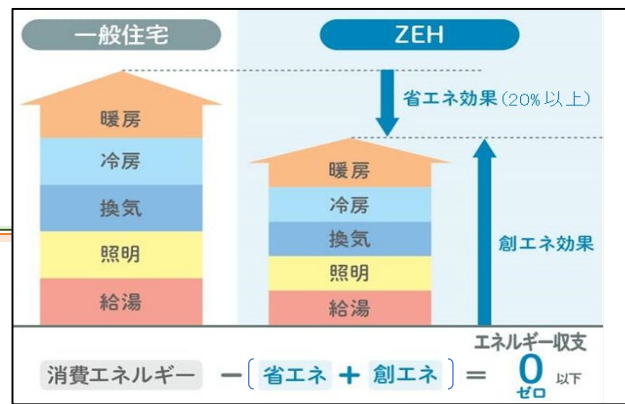 一般住宅
ZEH
省エネ効果(20%以上)
暖房
冷房
換気
照明
給湯
暖房
冷房
換気
照明
給湯
創エネ効果
エネルギー収支
消費エネルギー －(省エネ + 創エネ) = 0 以下
ゼロ